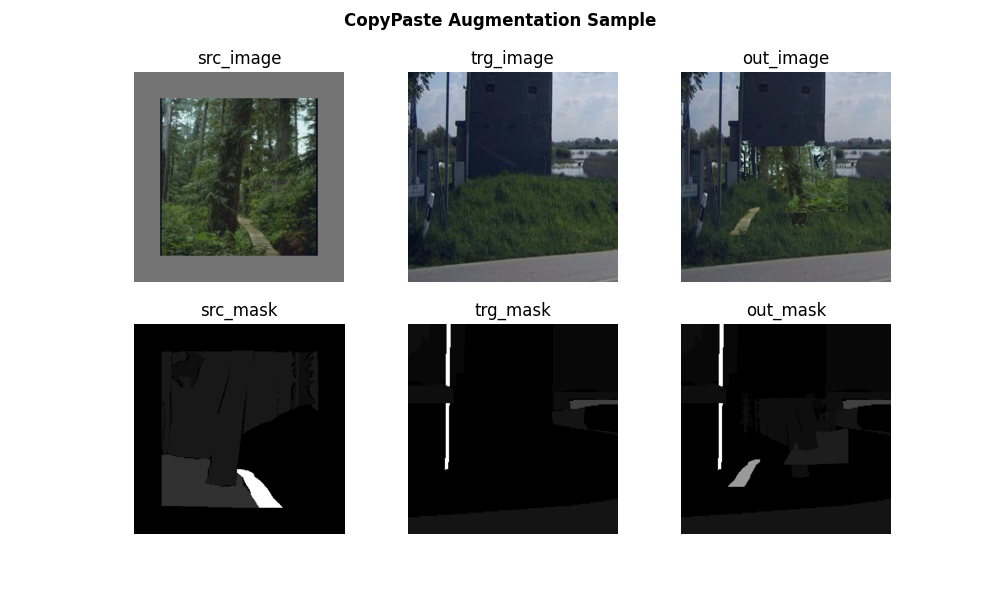 CopyPaste Augmentation Sample
src_image
trg_image
out_image
src_mask
trg_mask
out_mask